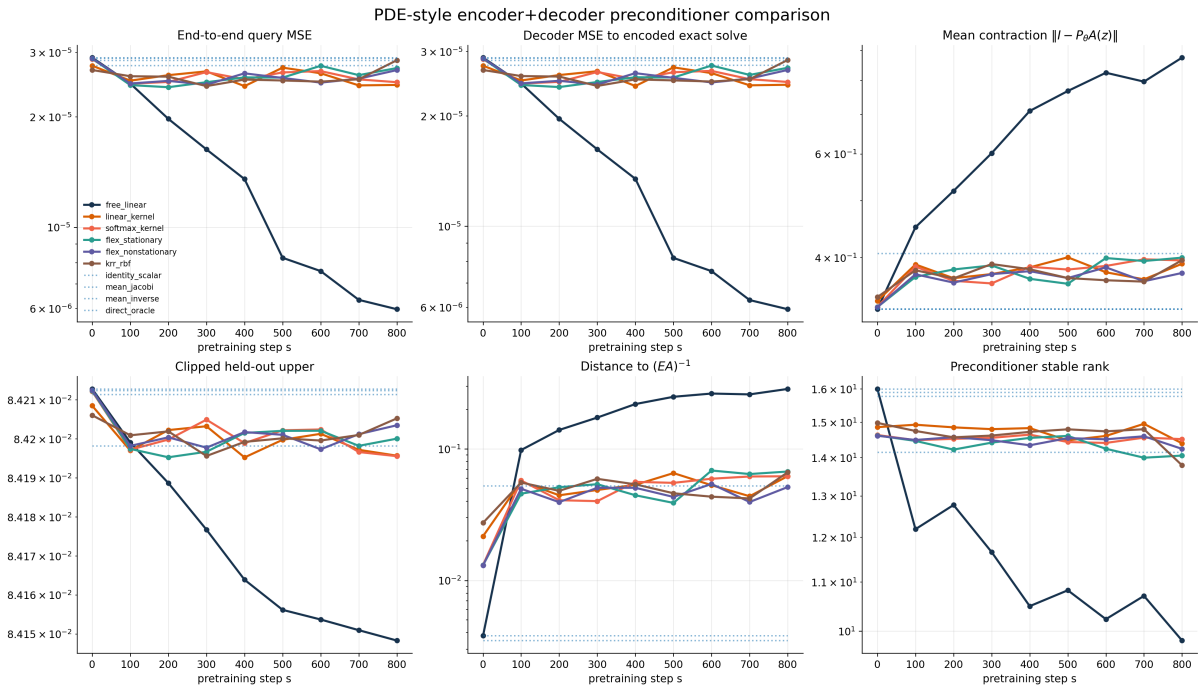 PDE-style encoder+decoder preconditioner comparison
End-to-end query MSE
3 × 10⁻⁵
2 × 10⁻⁵
10⁻⁵
6 × 10⁻⁶
free_linear
linear_kernel
softmax_kernel
flex_stationary
flex_nonstationary
krr_rbf
identity_scalar
mean_jacobi
mean_inverse
direct_oracle
0 100 200 300 400 500 600 700 800
pretraining step s
Decoder MSE to encoded exact solve
3 × 10⁻⁵
2 × 10⁻⁵
10⁻⁵
6 × 10⁻⁶
0 100 200 300 400 500 600 700 800
pretraining step s
Mean contraction ‖I − P_θA(z)‖
6 × 10⁻¹
4 × 10⁻¹
0 100 200 300 400 500 600 700 800
pretraining step s
Clipped held-out upper
8.421 × 10⁻²
8.42 × 10⁻²
8.419 × 10⁻²
8.418 × 10⁻²
8.417 × 10⁻²
8.416 × 10⁻²
8.415 × 10⁻²
0 100 200 300 400 500 600 700 800
pretraining step s
Distance to (EA)⁻¹
10⁻¹
10⁻²
0 100 200 300 400 500 600 700 800
pretraining step s
Preconditioner stable rank
1.6 × 10¹
1.5 × 10¹
1.4 × 10¹
1.3 × 10¹
1.2 × 10¹
1.1 × 10¹
10¹
0 100 200 300 400 500 600 700 800
pretraining step s